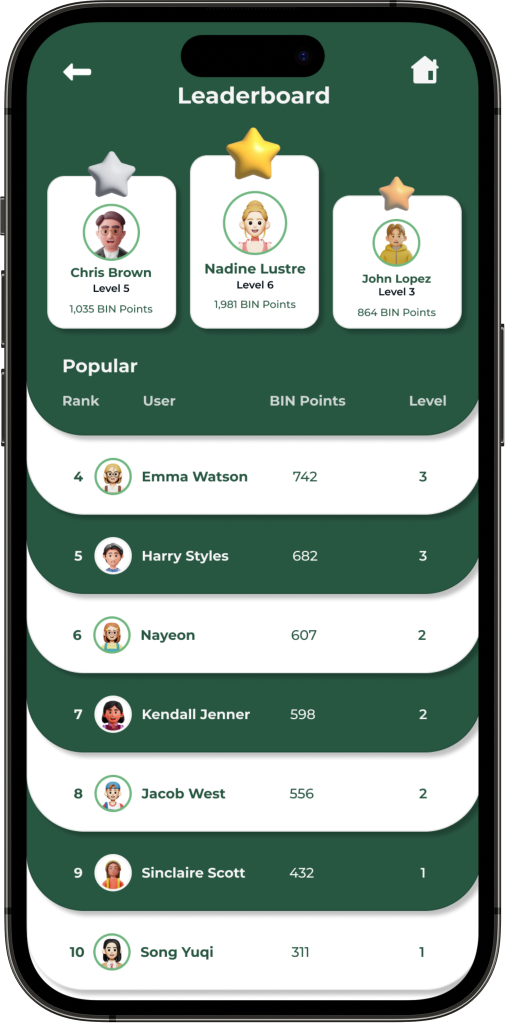 Leaderboard
Chris Brown
Level 5
1,035 BIN Points
Nadine Lustre
Level 6
1,981 BIN Points
John Lopez
Level 3
864 BIN Points
Popular
Rank User BIN Points Level
4 Emma Watson 742 3
5 Harry Styles 682 3
6 Nayeon 607 2
7 Kendall Jenner 598 2
8 Jacob West 556 2
9 Sinclaire Scott 432 1
10 Song Yuqi 311 1